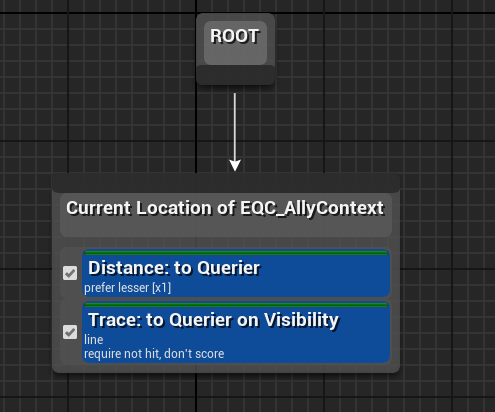 ROOT
Current Location of EQC_AllyContext
Distance: to Querier
prefer lesser [x1]
Trace: to Querier on Visibility
line
require not hit, don't score